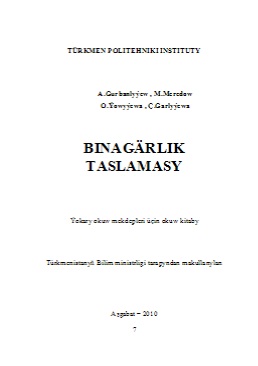 TÜRKMEN POLITEHNIKI INSTITUTY
A.Gurbanlyýew , M.Meredow
O.Ýowyýewa , Ç.Garlyýewa
BINAGÄRLIK
TASLAMASY
Ýokary okuw mekdepleri üçin okuw kitaby
Türkmenistanyň Bilim ministrligi tarapyndan makullanylan
Aşgabat – 2010
7